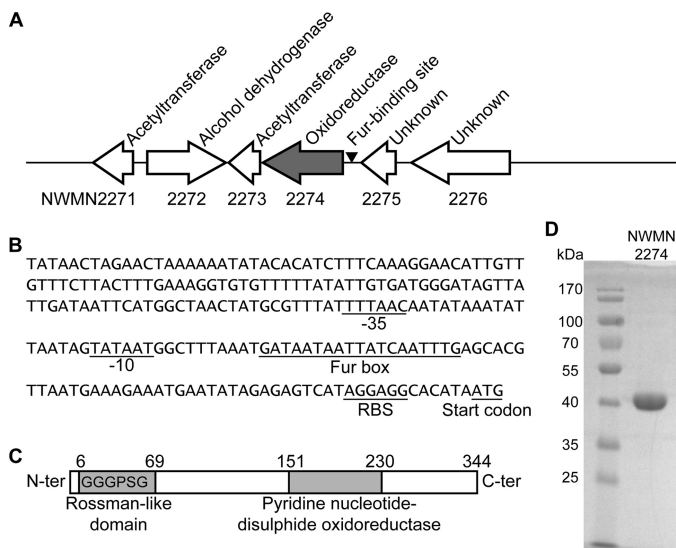 A
Acetyltransferase
Alcohol dehydrogenase
Acetyltransferase
Oxidoreductase
Fur-binding site
Unknown
Unknown
NWMN2271 2272 2273 2274 2275 2276
B
TATAACTAGAACTAAAAAATATACACATCTTTCAAAGGAACATTGTT
GTTTCTTACTTTGAAAGGTGTGTTTTTATATTGTGATGGGATAGTTA
TTGATAATTCATGGCTAACTATGCGTTTATTTTAACAATATAAATAT
-35
TAATAGTATAATGGCTTTAAATGATAATAATTATCAATTTGAGCACG
-10 Fur box
TTAATGAAAGAAATGAATATAGAGAGTCATAGGAGGCACATAATG
RBS Start codon
C
6 69 151 230 344
N-ter GGGPSG C-ter
Rossman-like domain
Pyridine nucleotide-disulphide oxidoreductase
D
NWMN
2274
kDa
170
100
70
55
40
35
25